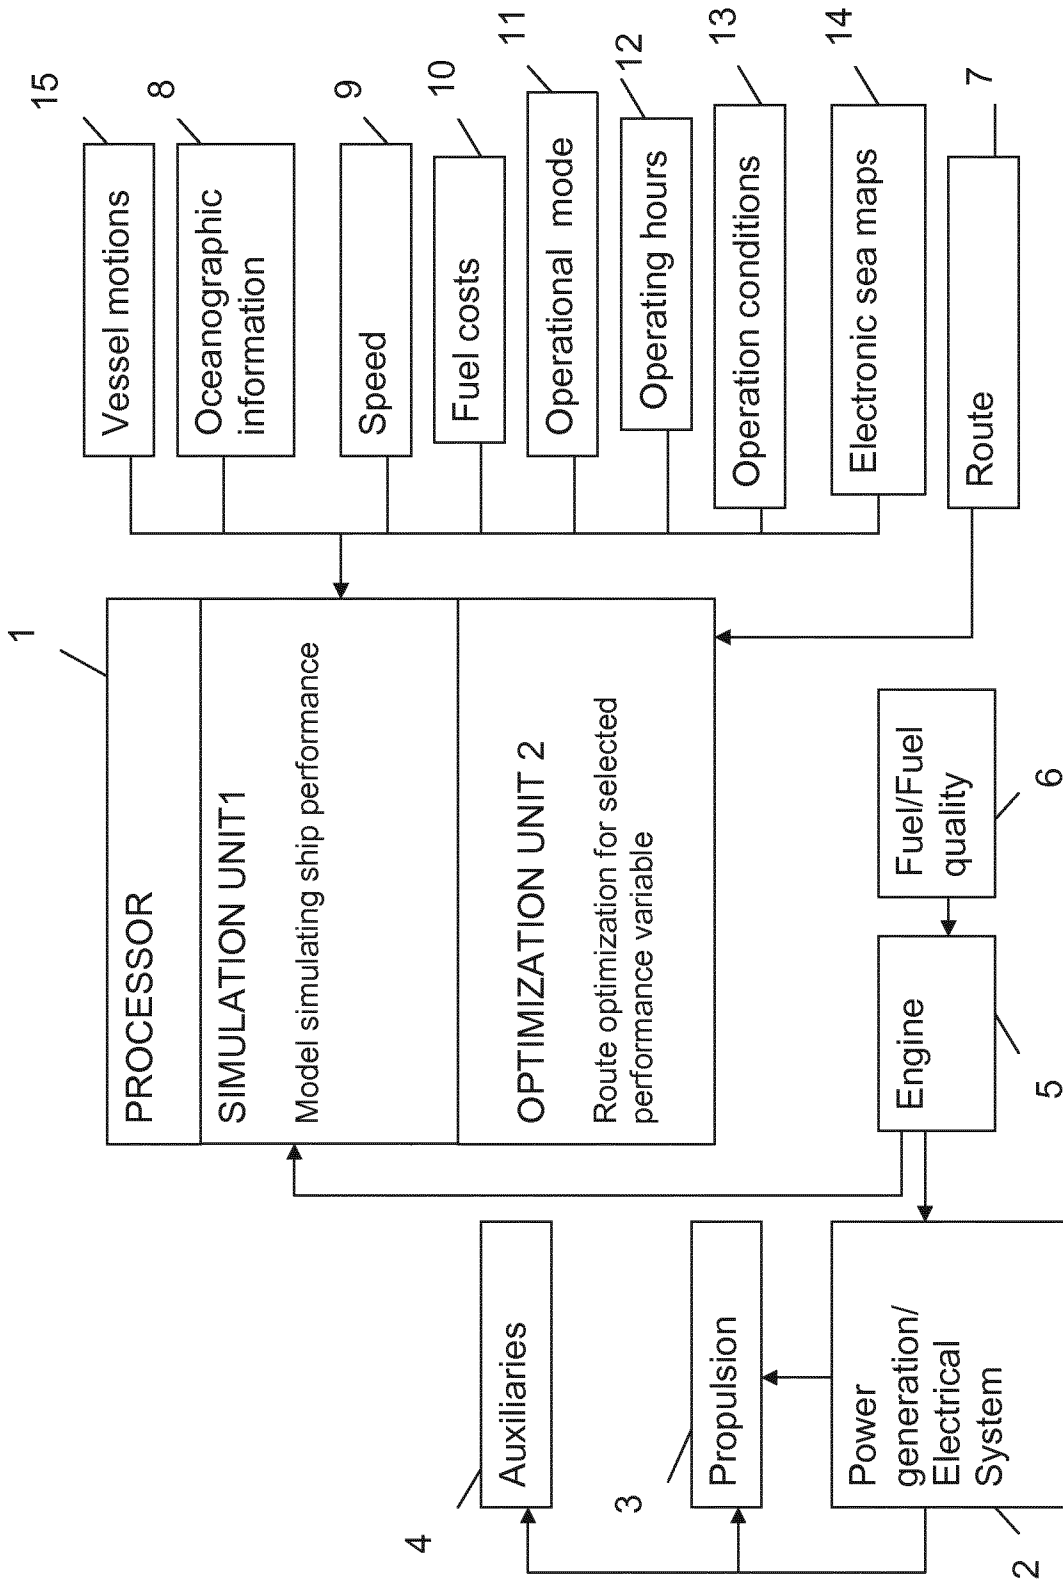 15
Vessel motions
8
Oceanographic
information
9
Speed
10
Fuel costs
11
Operational mode
12
Operating hours
13
Operation conditions
14
Electronic sea maps
7
Route
1
PROCESSOR
SIMULATION UNIT1
Model simulating ship performance
OPTIMIZATION UNIT 2
Route optimization for selected
performance variable
Fuel/Fuel
quality
6
Engine
5
4
Auxiliaries
3
Propulsion
Power
generation/
Electrical
System
2